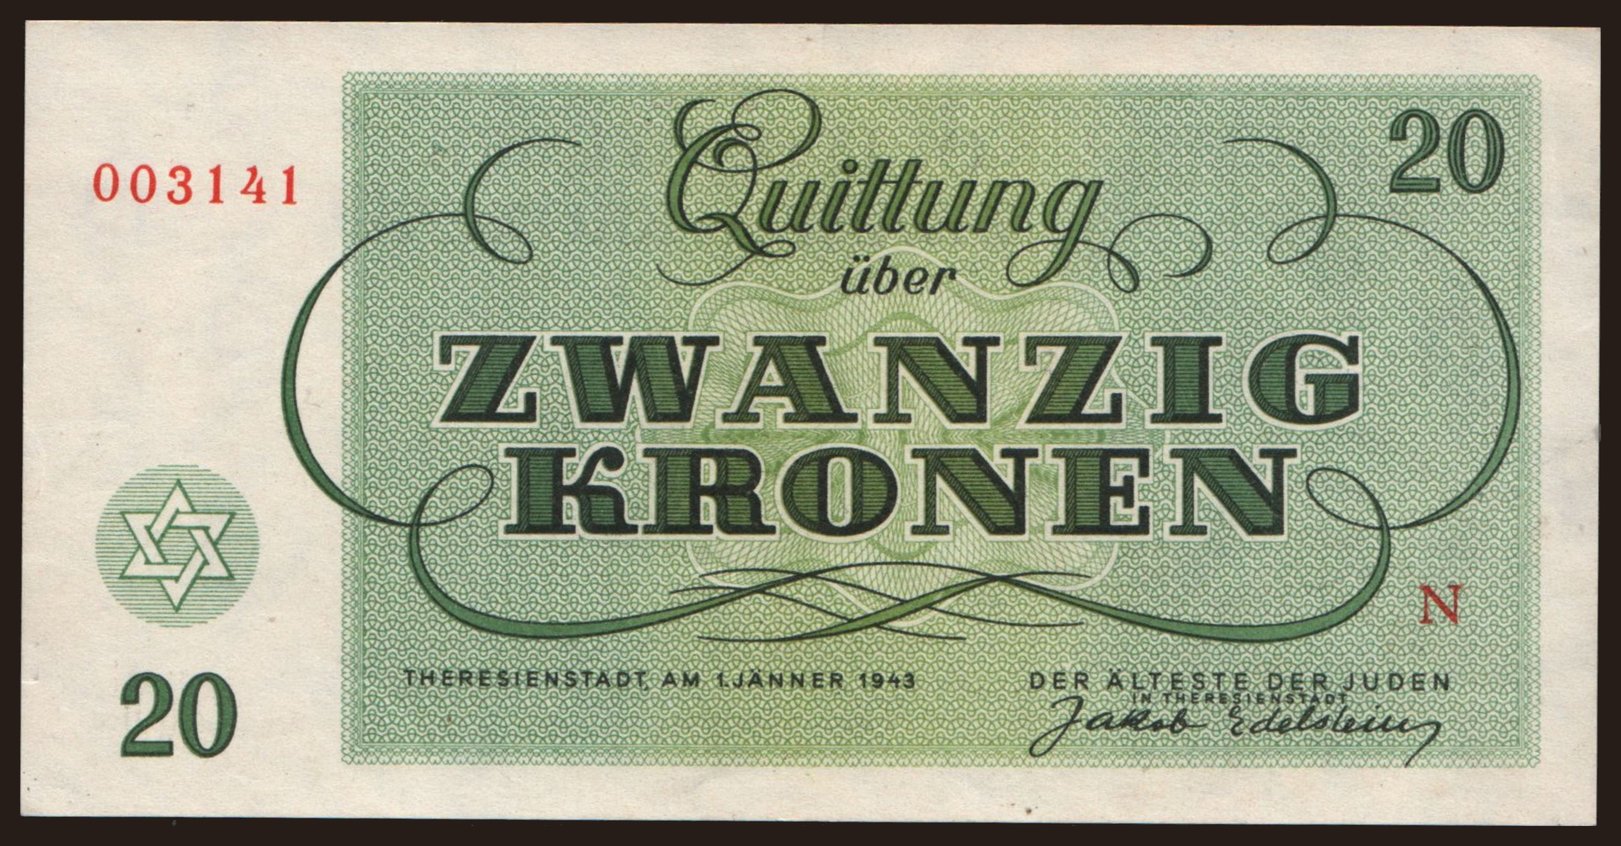 003141
20
Quittung
über
ZWANZIG
KRONEN
N
THERESIENSTADT, AM 1. JÄNNER 1943
DER ÄLTESTE DER JUDEN
IN THERESIENSTADT
Jakob Edelstein
20